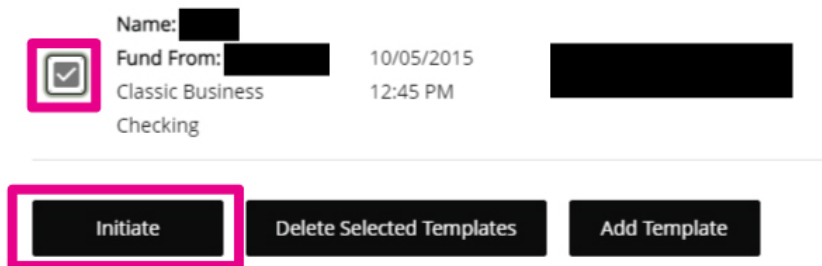 Name:
Fund From: 10/05/2015
Classic Business 12:45 PM
Checking
Initiate Delete Selected Templates Add Template